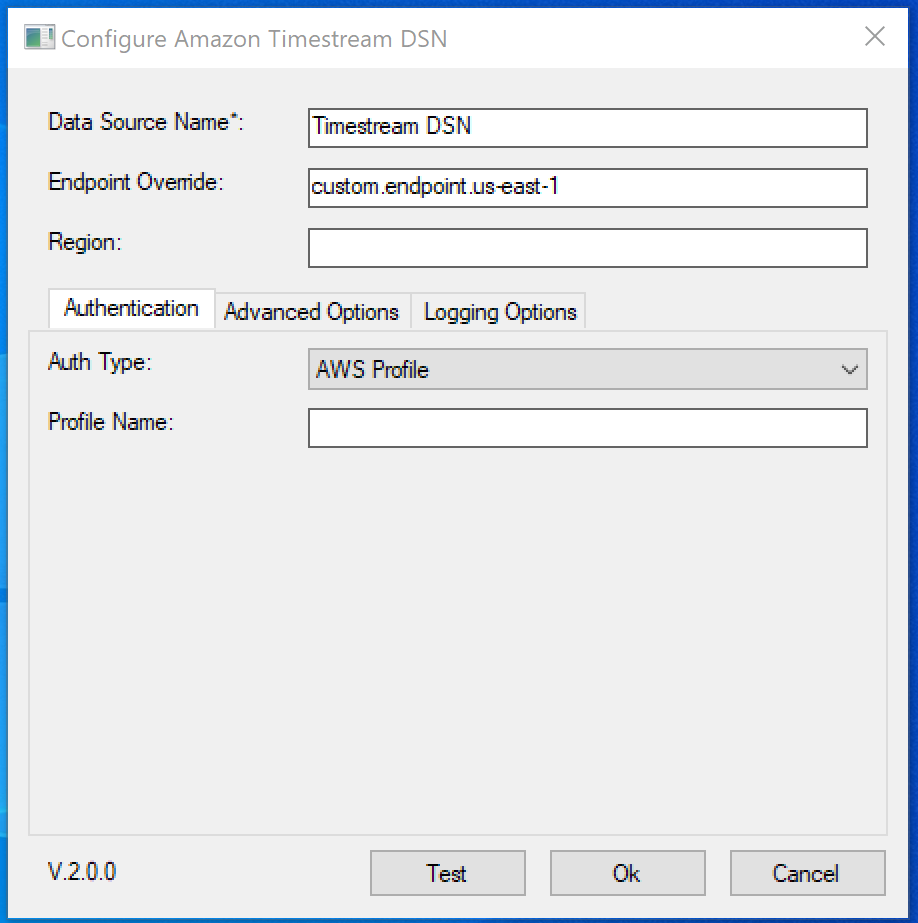 Configure Amazon Timestream DSN
Data Source Name*: Timestream DSN
Endpoint Override: custom.endpoint.us-east-1
Region:
Authentication Advanced Options Logging Options
Auth Type: AWS Profile
Profile Name:
V.2.0.0 Test Ok Cancel